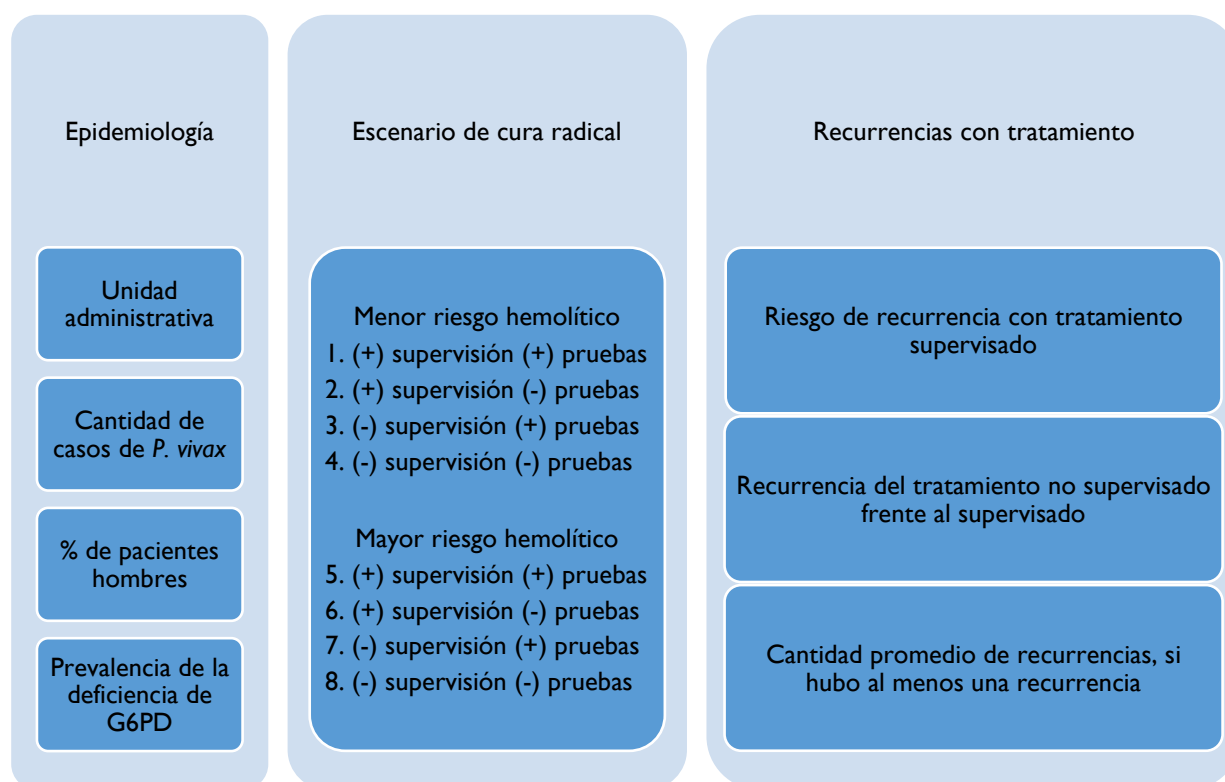 Epidemiología
Unidad
administrativa
Cantidad de
casos de P. vivax
% de pacientes
hombres
Prevalencia de la
deficiencia de
G6PD
Escenario de cura radical
Menor riesgo hemolítico
1. (+) supervisión (+) pruebas
2. (+) supervisión (-) pruebas
3. (-) supervisión (+) pruebas
4. (-) supervisión (-) pruebas
Mayor riesgo hemolítico
5. (+) supervisión (+) pruebas
6. (+) supervisión (-) pruebas
7. (-) supervisión (+) pruebas
8. (-) supervisión (-) pruebas
Recurrencias con tratamiento
Riesgo de recurrencia con tratamiento
supervisado
Recurrencia del tratamiento no supervisado
frente al supervisado
Cantidad promedio de recurrencias, si
hubo al menos una recurrencia